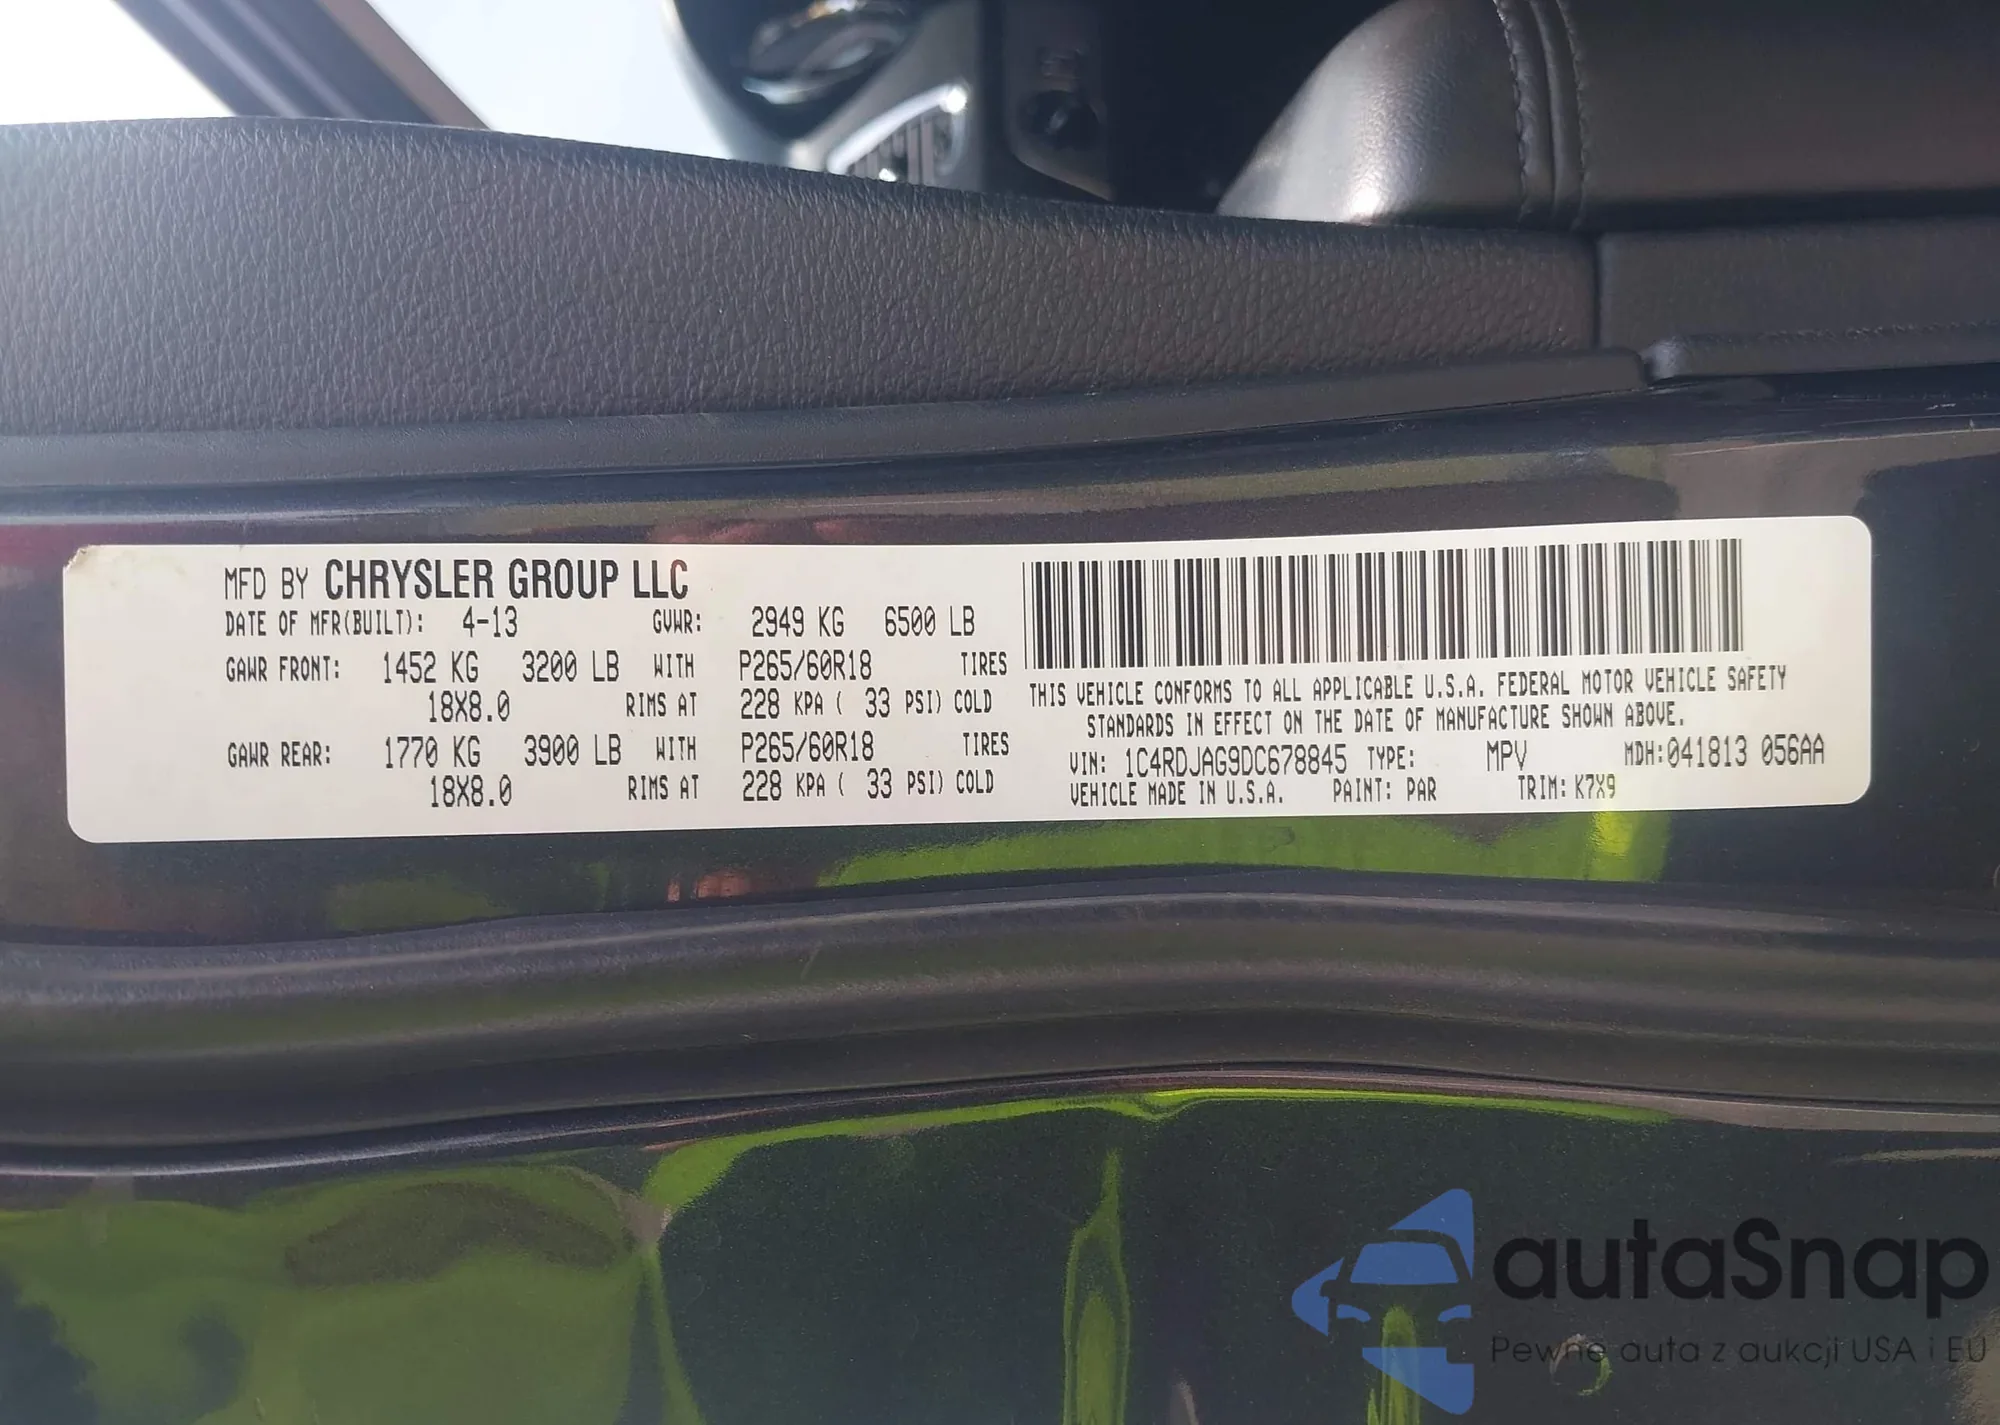 MFD BY CHRYSLER GROUP LLC
DATE OF MFR(BUILT): 4-13 GVWR: 2949 KG 6500 LB
GAWR FRONT: 1452 KG 3200 LB WITH P265/60R18 TIRES
18X8.0 RIMS AT 228 KPA ( 33 PSI) COLD
GAWR REAR: 1770 KG 3900 LB WITH P265/60R18 TIRES
18X8.0 RIMS AT 228 KPA ( 33 PSI) COLD
THIS VEHICLE CONFORMS TO ALL APPLICABLE U.S.A. FEDERAL MOTOR VEHICLE SAFETY
STANDARDS IN EFFECT ON THE DATE OF MANUFACTURE SHOWN ABOVE.
VIN: 1C4RDJAG9DC678845 TYPE: MPV MDH:041813 056AA
VEHICLE MADE IN U.S.A. PAINT: PAR TRIM: K7X9
autaSnap
Pewne auta z aukcji USA i EU